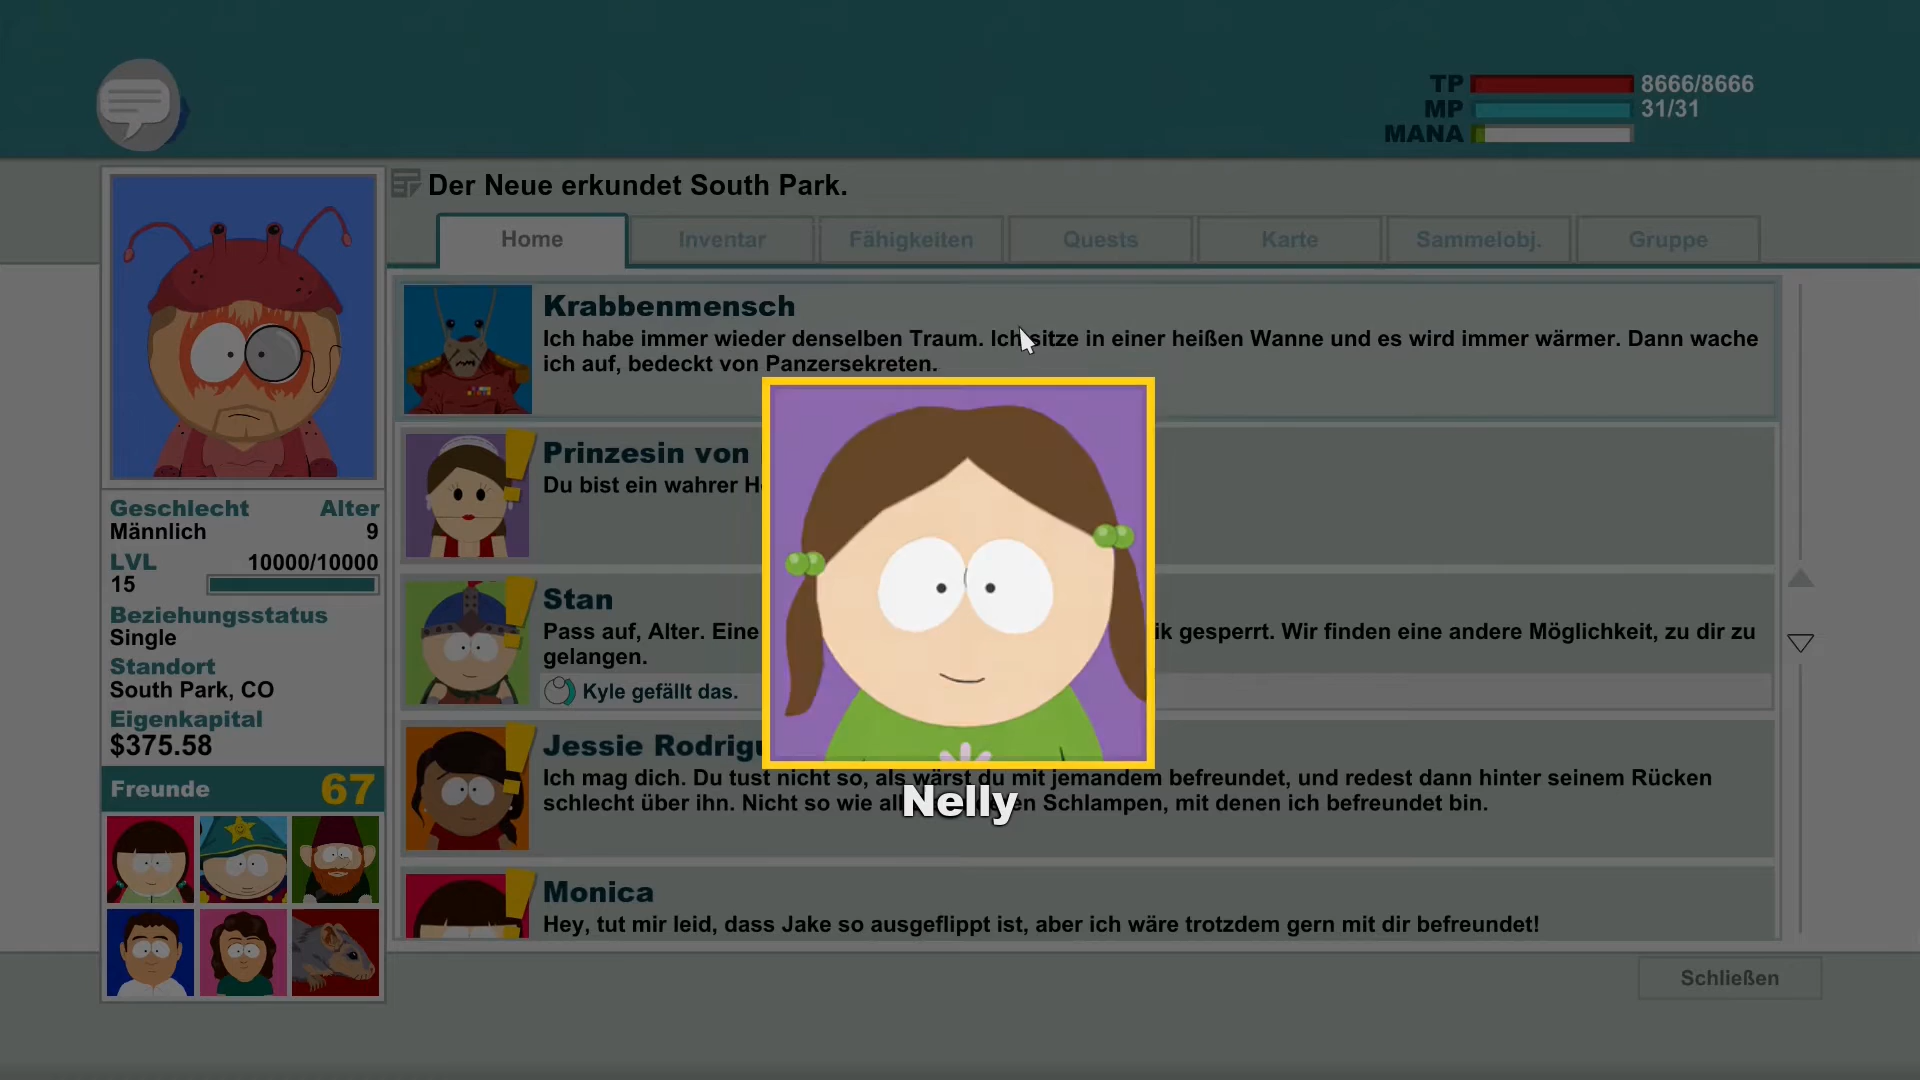 TP 8666/8666
MP 31/31
MANA
Der Neue erkundet South Park.
Home Inventar Fähigkeiten Quests Karte Sammelobj. Gruppe
Krabbenmensch
Ich habe immer wieder denselben Traum. Ich sitze in einer heißen Wanne und es wird immer wärmer. Dann wache
ich auf, bedeckt von Panzersekreten.
Prinzesin von
Du bist ein wahrer
Stan
Pass auf, Alter. Eine gesperrt. Wir finden eine andere Möglichkeit, zu dir zu
gelangen.
Kyle gefällt das.
Jessie
Ich mag dich. Du tust nicht so, als wärst du mit jemandem befreundet, und redest dann hinter seinem Rücken
schlecht über ihn. Nicht so wie Schlampen, mit denen ich befreundet bin.
Nelly
Monica
Hey, tut mir leid, dass Jake so ausgeflippt ist, aber ich wäre trotzdem gern mit dir befreundet!
Geschlecht Alter
Männlich 9
LVL 10000/10000
15
Beziehungsstatus
Single
Standort
South Park, CO
Eigenkapital
$375.58
Freunde 67
Schließen